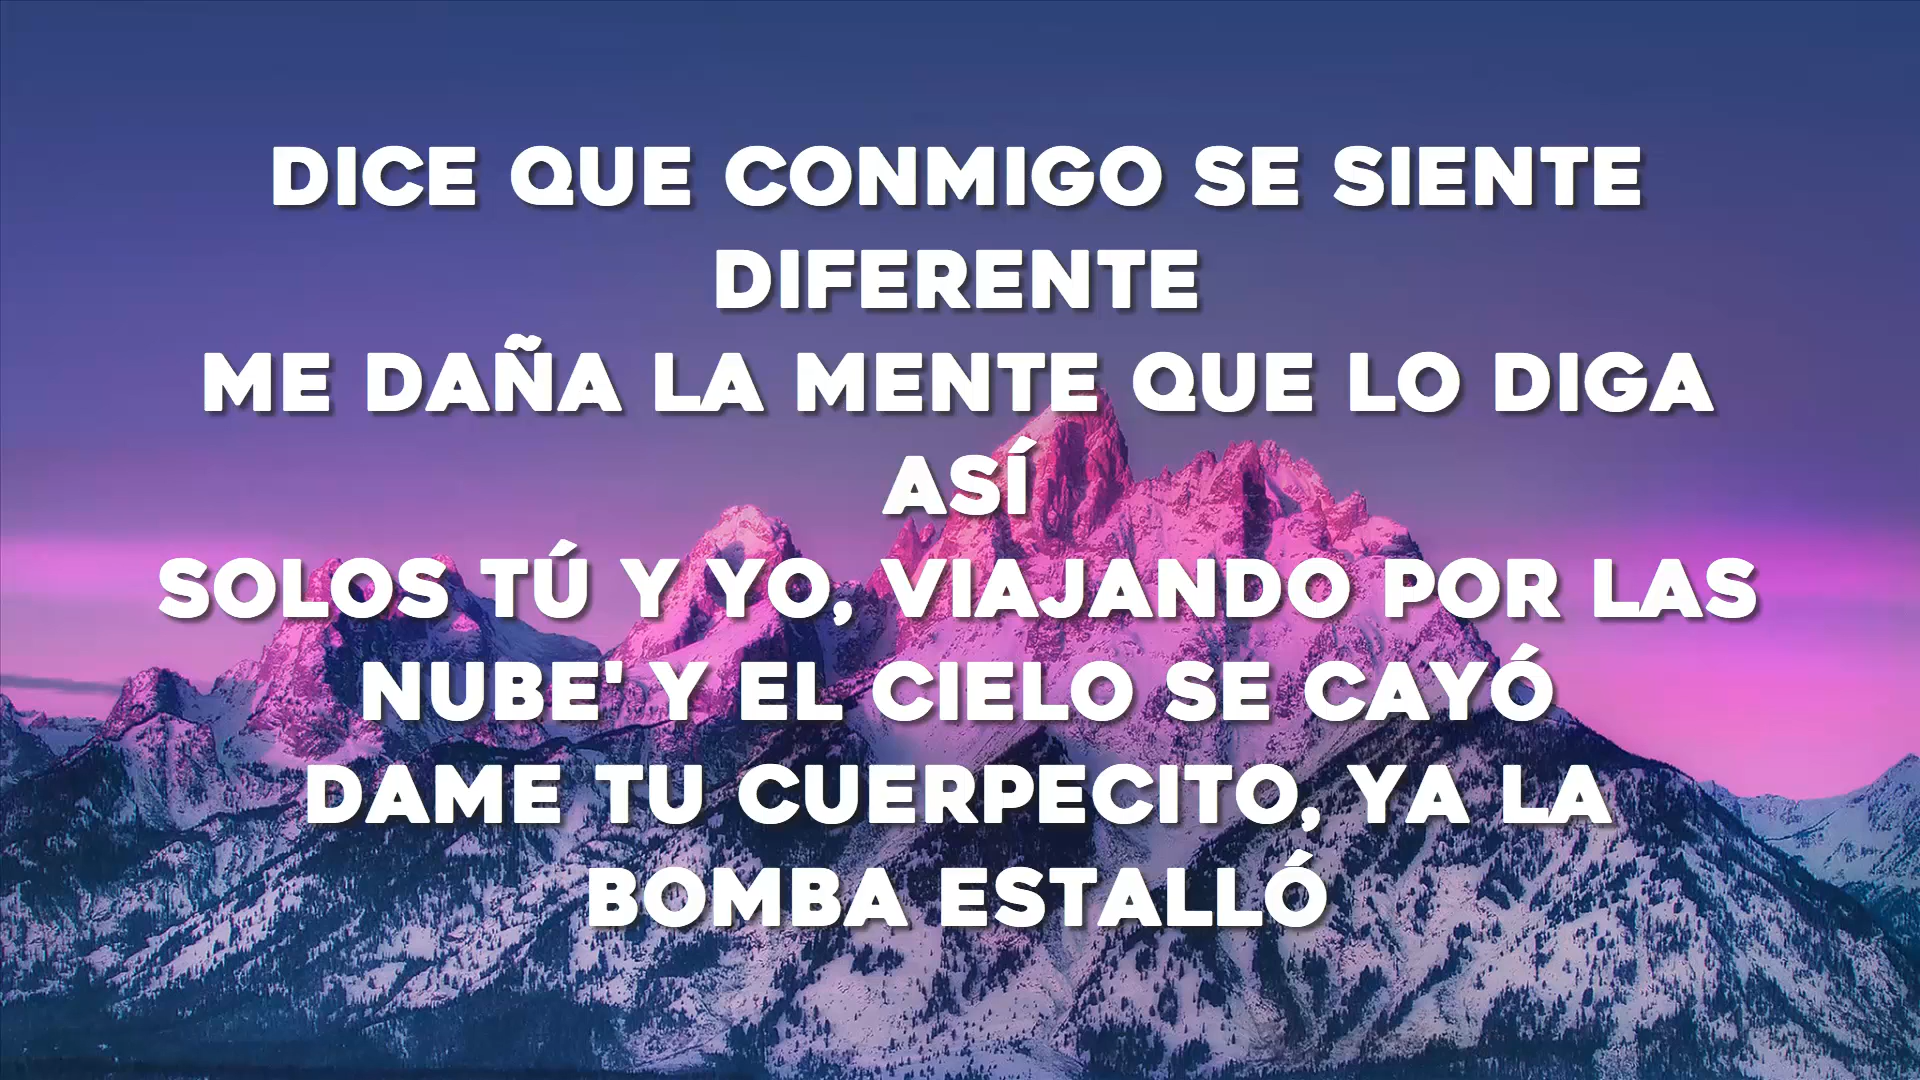 DICE QUE CONMIGO SE SIENTE
DIFERENTE
ME DAÑA LA MENTE QUE LO DIGA
ASÍ
SOLOS TÚ Y YO, VIAJANDO POR LAS
NUBE' Y EL CIELO SE CAYÓ
DAME TU CUERPECITO, YA LA
BOMBA ESTALLÓ